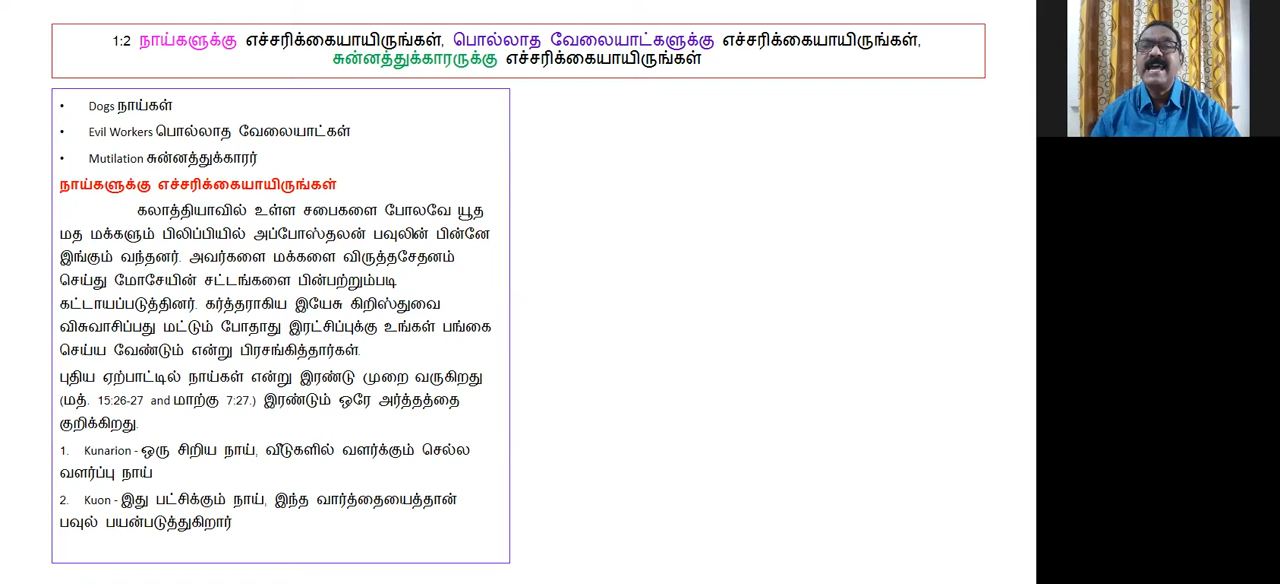 1:2 நாய்களுக்கு எச்சரிக்கையாயிருங்கள், பொல்லாத வேலையாட்களுக்கு எச்சரிக்கையாயிருங்கள்,
சுன்னத்துக்காரருக்கு எச்சரிக்கையாயிருங்கள்
• Dogs நாய்கள்
• Evil Workers பொல்லாத வேலையாட்கள்
• Mutilation சுன்னத்துக்காரர்
நாய்களுக்கு எச்சரிக்கையாயிருங்கள்
கலாத்தியாவில் உள்ள சபைகளை போலவே யூத
மத மக்களும் பிலிப்பியில் அப்போஸ்தலன் பவுலின் பின்னே
இங்கும் வந்தனர். அவர்களை மக்களை விருத்தசேதனம்
செய்து மோசேயின் சட்டங்களை பின்பற்றும்படி
கட்டாயப்படுத்தினர். கர்த்தராகிய இயேசு கிறிஸ்துவை
விசுவாசிப்பது மட்டும் போதாது இரட்சிப்புக்கு உங்கள் பங்கை
செய்ய வேண்டும் என்று பிரசங்கித்தார்கள்.
புதிய ஏற்பாட்டில் நாய்கள் என்று இரண்டு முறை வருகிறது
(மத். 15:26-27 and மாற்கு 7:27.) இரண்டும் ஒரே அர்த்தத்தை
குறிக்கிறது.
1. Kunarion - ஒரு சிறிய நாய், வீடுகளில் வளர்க்கும் செல்ல
வளர்ப்பு நாய்
2. Kuon - இது பட்சிக்கும் நாய், இந்த வார்த்தையைத்தான்
பவுல் பயன்படுத்துகிறார்